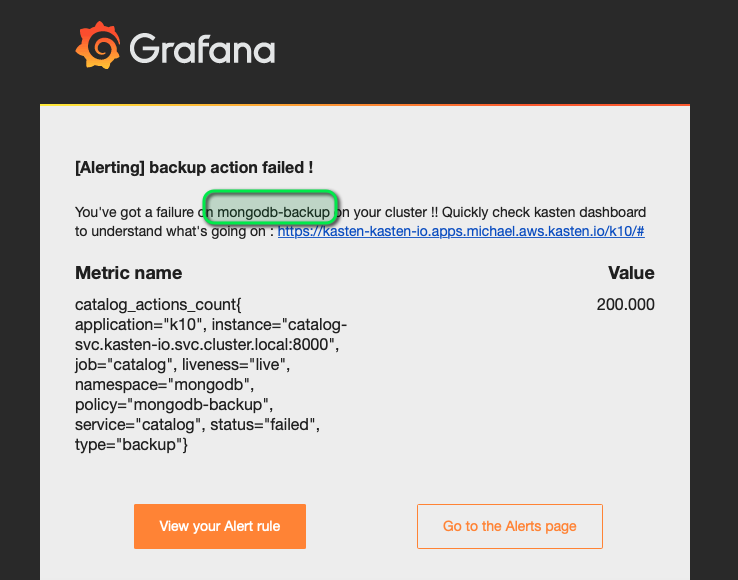 Grafana
[Alerting] backup action failed !
You've got a failure on mongodb-backup on your cluster !! Quickly check kasten dashboard
to understand what's going on : https://kasten-kasten-io.apps.michael.aws.kasten.io/k10/#
Metric name Value
catalog_actions_count{ 200.000
application="k10", instance="catalog-
svc.kasten-io.svc.cluster.local:8000",
job="catalog", liveness="live",
namespace="mongodb",
policy="mongodb-backup",
service="catalog", status="failed",
type="backup"}
View your Alert rule Go to the Alerts page